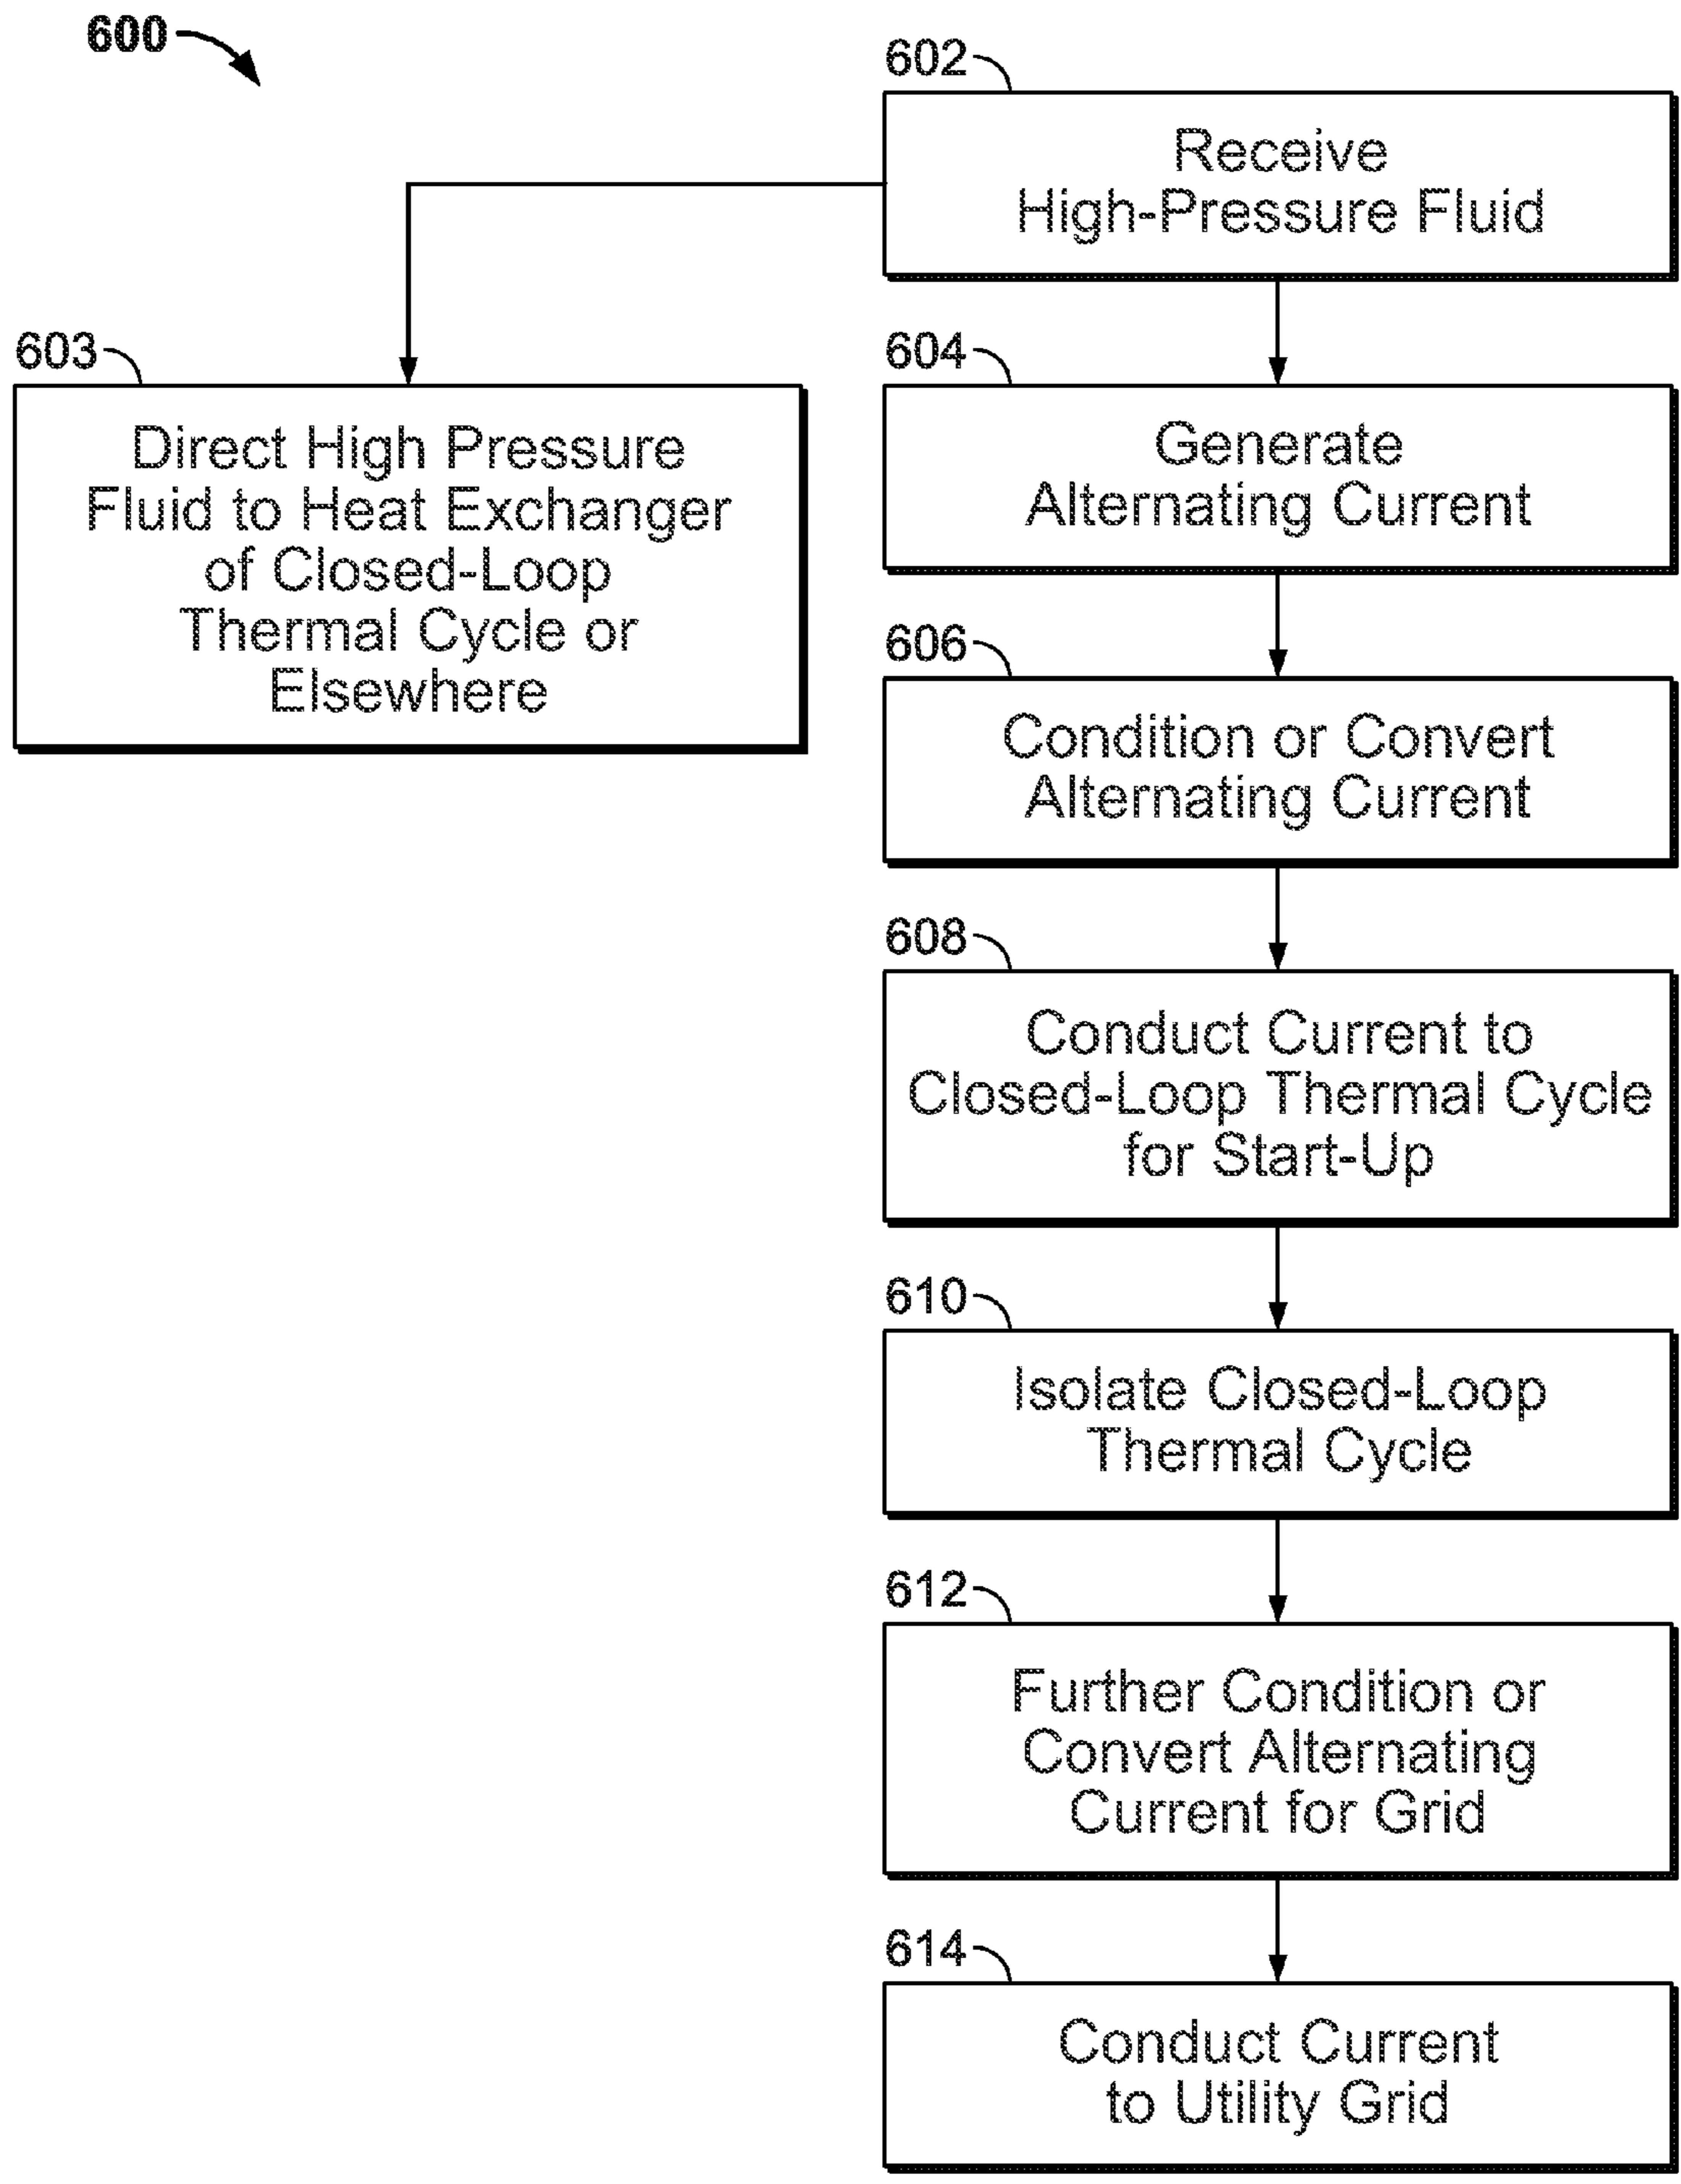 600
602
Receive
High-Pressure Fluid
603
Direct High Pressure
Fluid to Heat Exchanger
of Closed-Loop
Thermal Cycle or
Elsewhere
604
Generate
Alternating Current
606
Condition or Convert
Alternating Current
608
Conduct Current to
Closed-Loop Thermal Cycle
for Start-Up
610
Isolate Closed-Loop
Thermal Cycle
612
Further Condition or
Convert Alternating
Current for Grid
614
Conduct Current
to Utility Grid